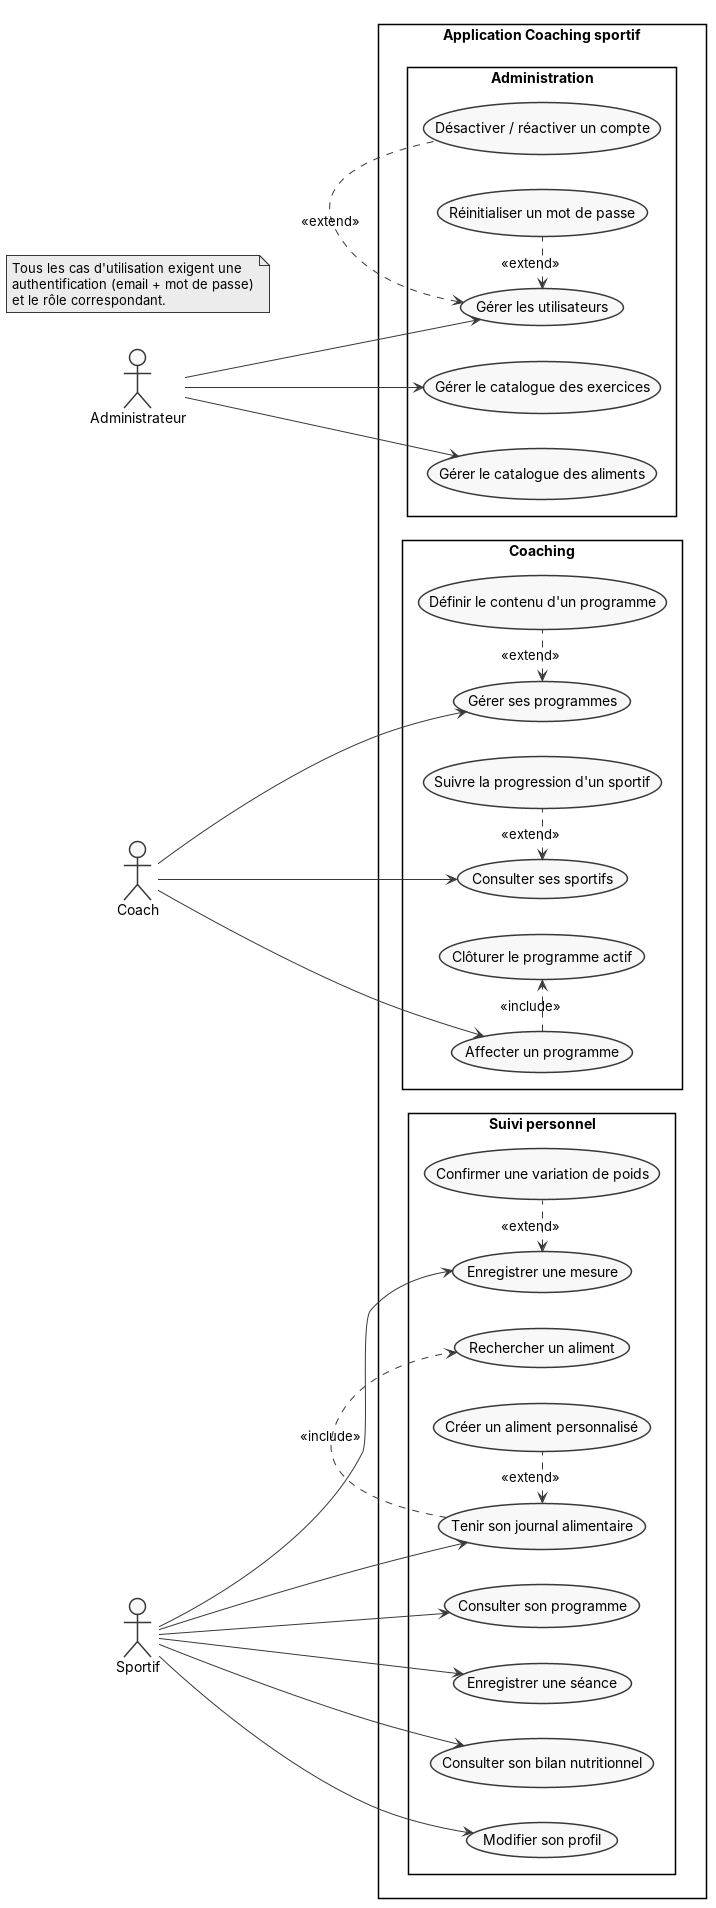 Application Coaching sportif
Administration
Désactiver / réactiver un compte
«extend»
Réinitialiser un mot de passe
«extend»
Tous les cas d'utilisation exigent une
authentification (email + mot de passe)
et le rôle correspondant.
Gérer les utilisateurs
Gérer le catalogue des exercices
Administrateur
Gérer le catalogue des aliments
Coaching
Définir le contenu d'un programme
«extend»
Gérer ses programmes
Suivre la progression d'un sportif
«extend»
Consulter ses sportifs
Coach
Clôturer le programme actif
«include»
Affecter un programme
Suivi personnel
Confirmer une variation de poids
«extend»
Enregistrer une mesure
Rechercher un aliment
«include»
Créer un aliment personnalisé
«extend»
Tenir son journal alimentaire
Consulter son programme
Sportif
Enregistrer une séance
Consulter son bilan nutritionnel
Modifier son profil